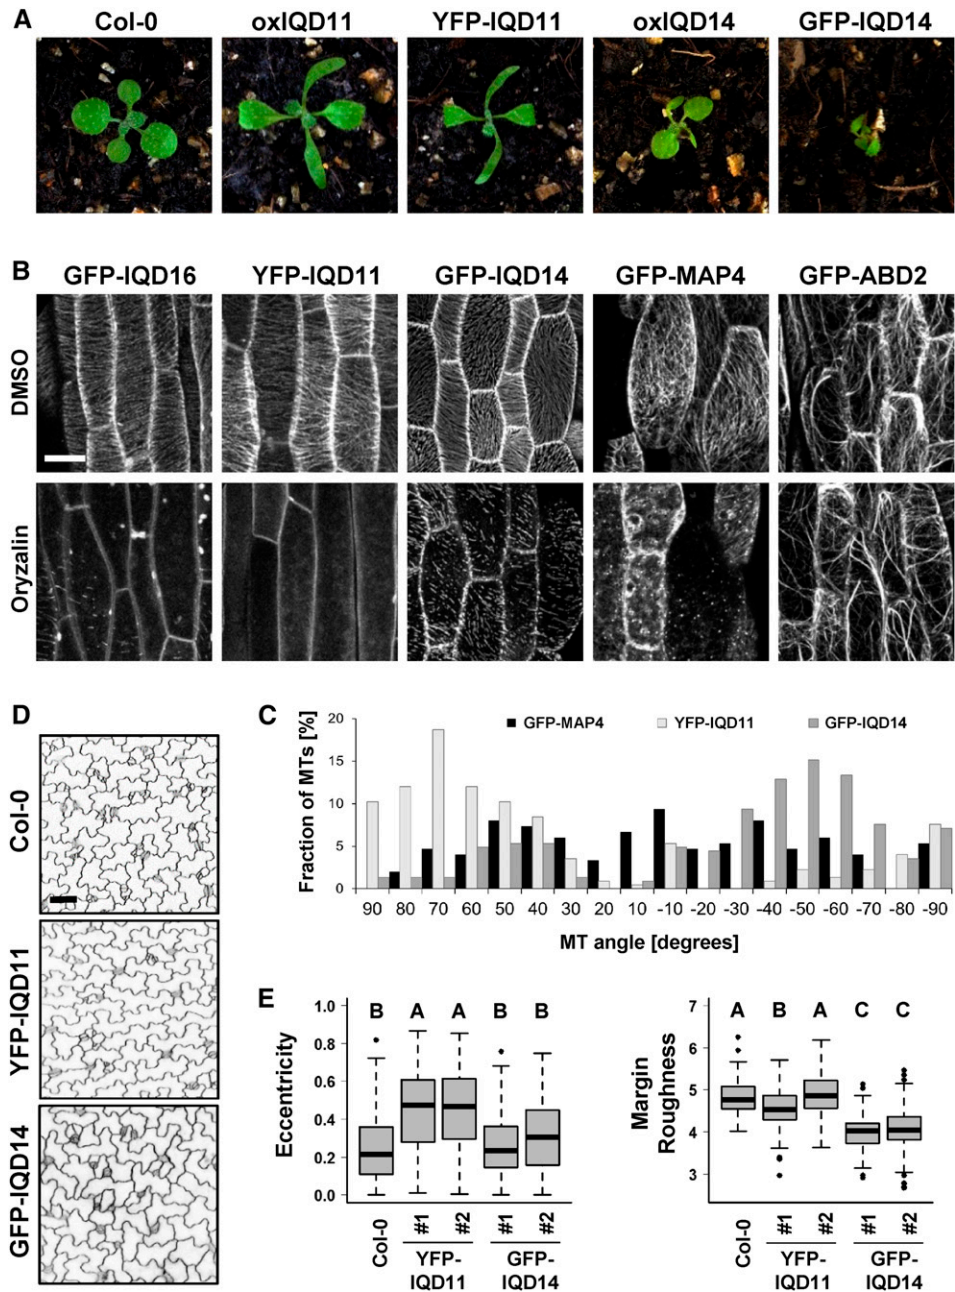 A Col-0 oxIQD11 YFP-IQD11 oxIQD14 GFP-IQD14
B GFP-IQD16 YFP-IQD11 GFP-IQD14 GFP-MAP4 GFP-ABD2
DMSO
Oryzalin
D
Col-0
YFP-IQD11
GFP-IQD14
C
GFP-MAP4 YFP-IQD11 GFP-IQD14
Fraction of MTs [%]
20
15
10
5
0
90 80 70 60 50 40 30 20 10 -10 -20 -30 -40 -50 -60 -70 -80 -90
MT angle [degrees]
E
Ecccentricity
1.0
0.8
0.6
0.4
0.2
0.0
B A A B B
Col-0 #1 #2 #1 #2
YFP-IQD11 GFP-IQD14
Margin
Roughness
7
6
5
4
3
A B A C C
Col-0 #1 #2 #1 #2
YFP-IQD11 GFP-IQD14